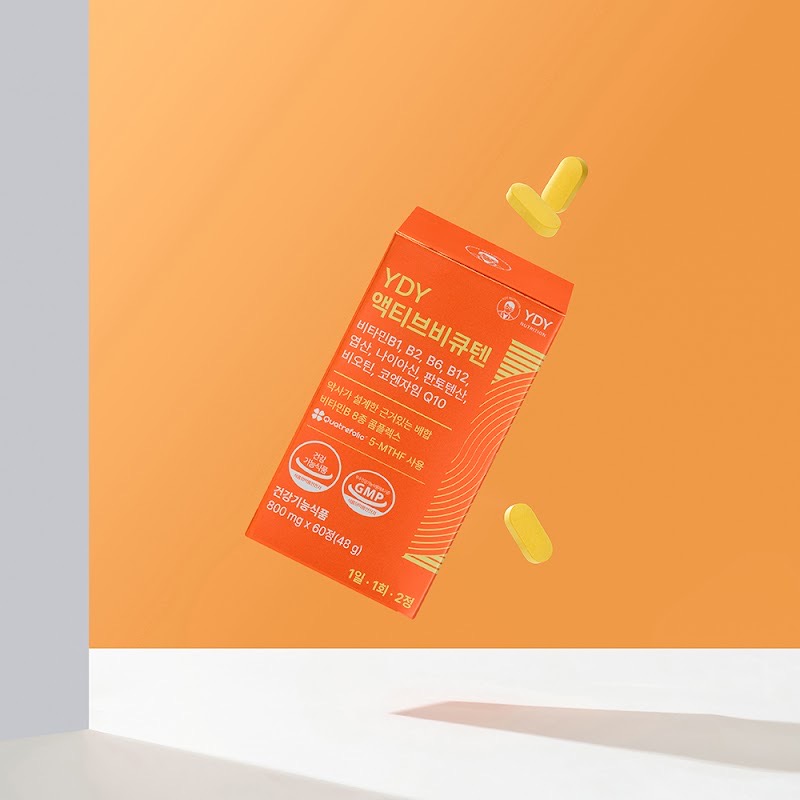 YDY
액티브비큐텐
YDY
NUTRITION
비타민B1, B2, B6, B12,
엽산, 나이아신, 판토텐산,
비오틴, 코엔자임 Q10
약사가 설계한 근거있는 배합
비타민B 8종 콤플렉스
Quatrefolic® 5-MTHF 사용
건강
기능식품
GMP
건강기능식품
800 mg x 60정(48 g)
1일 · 1회 · 2정